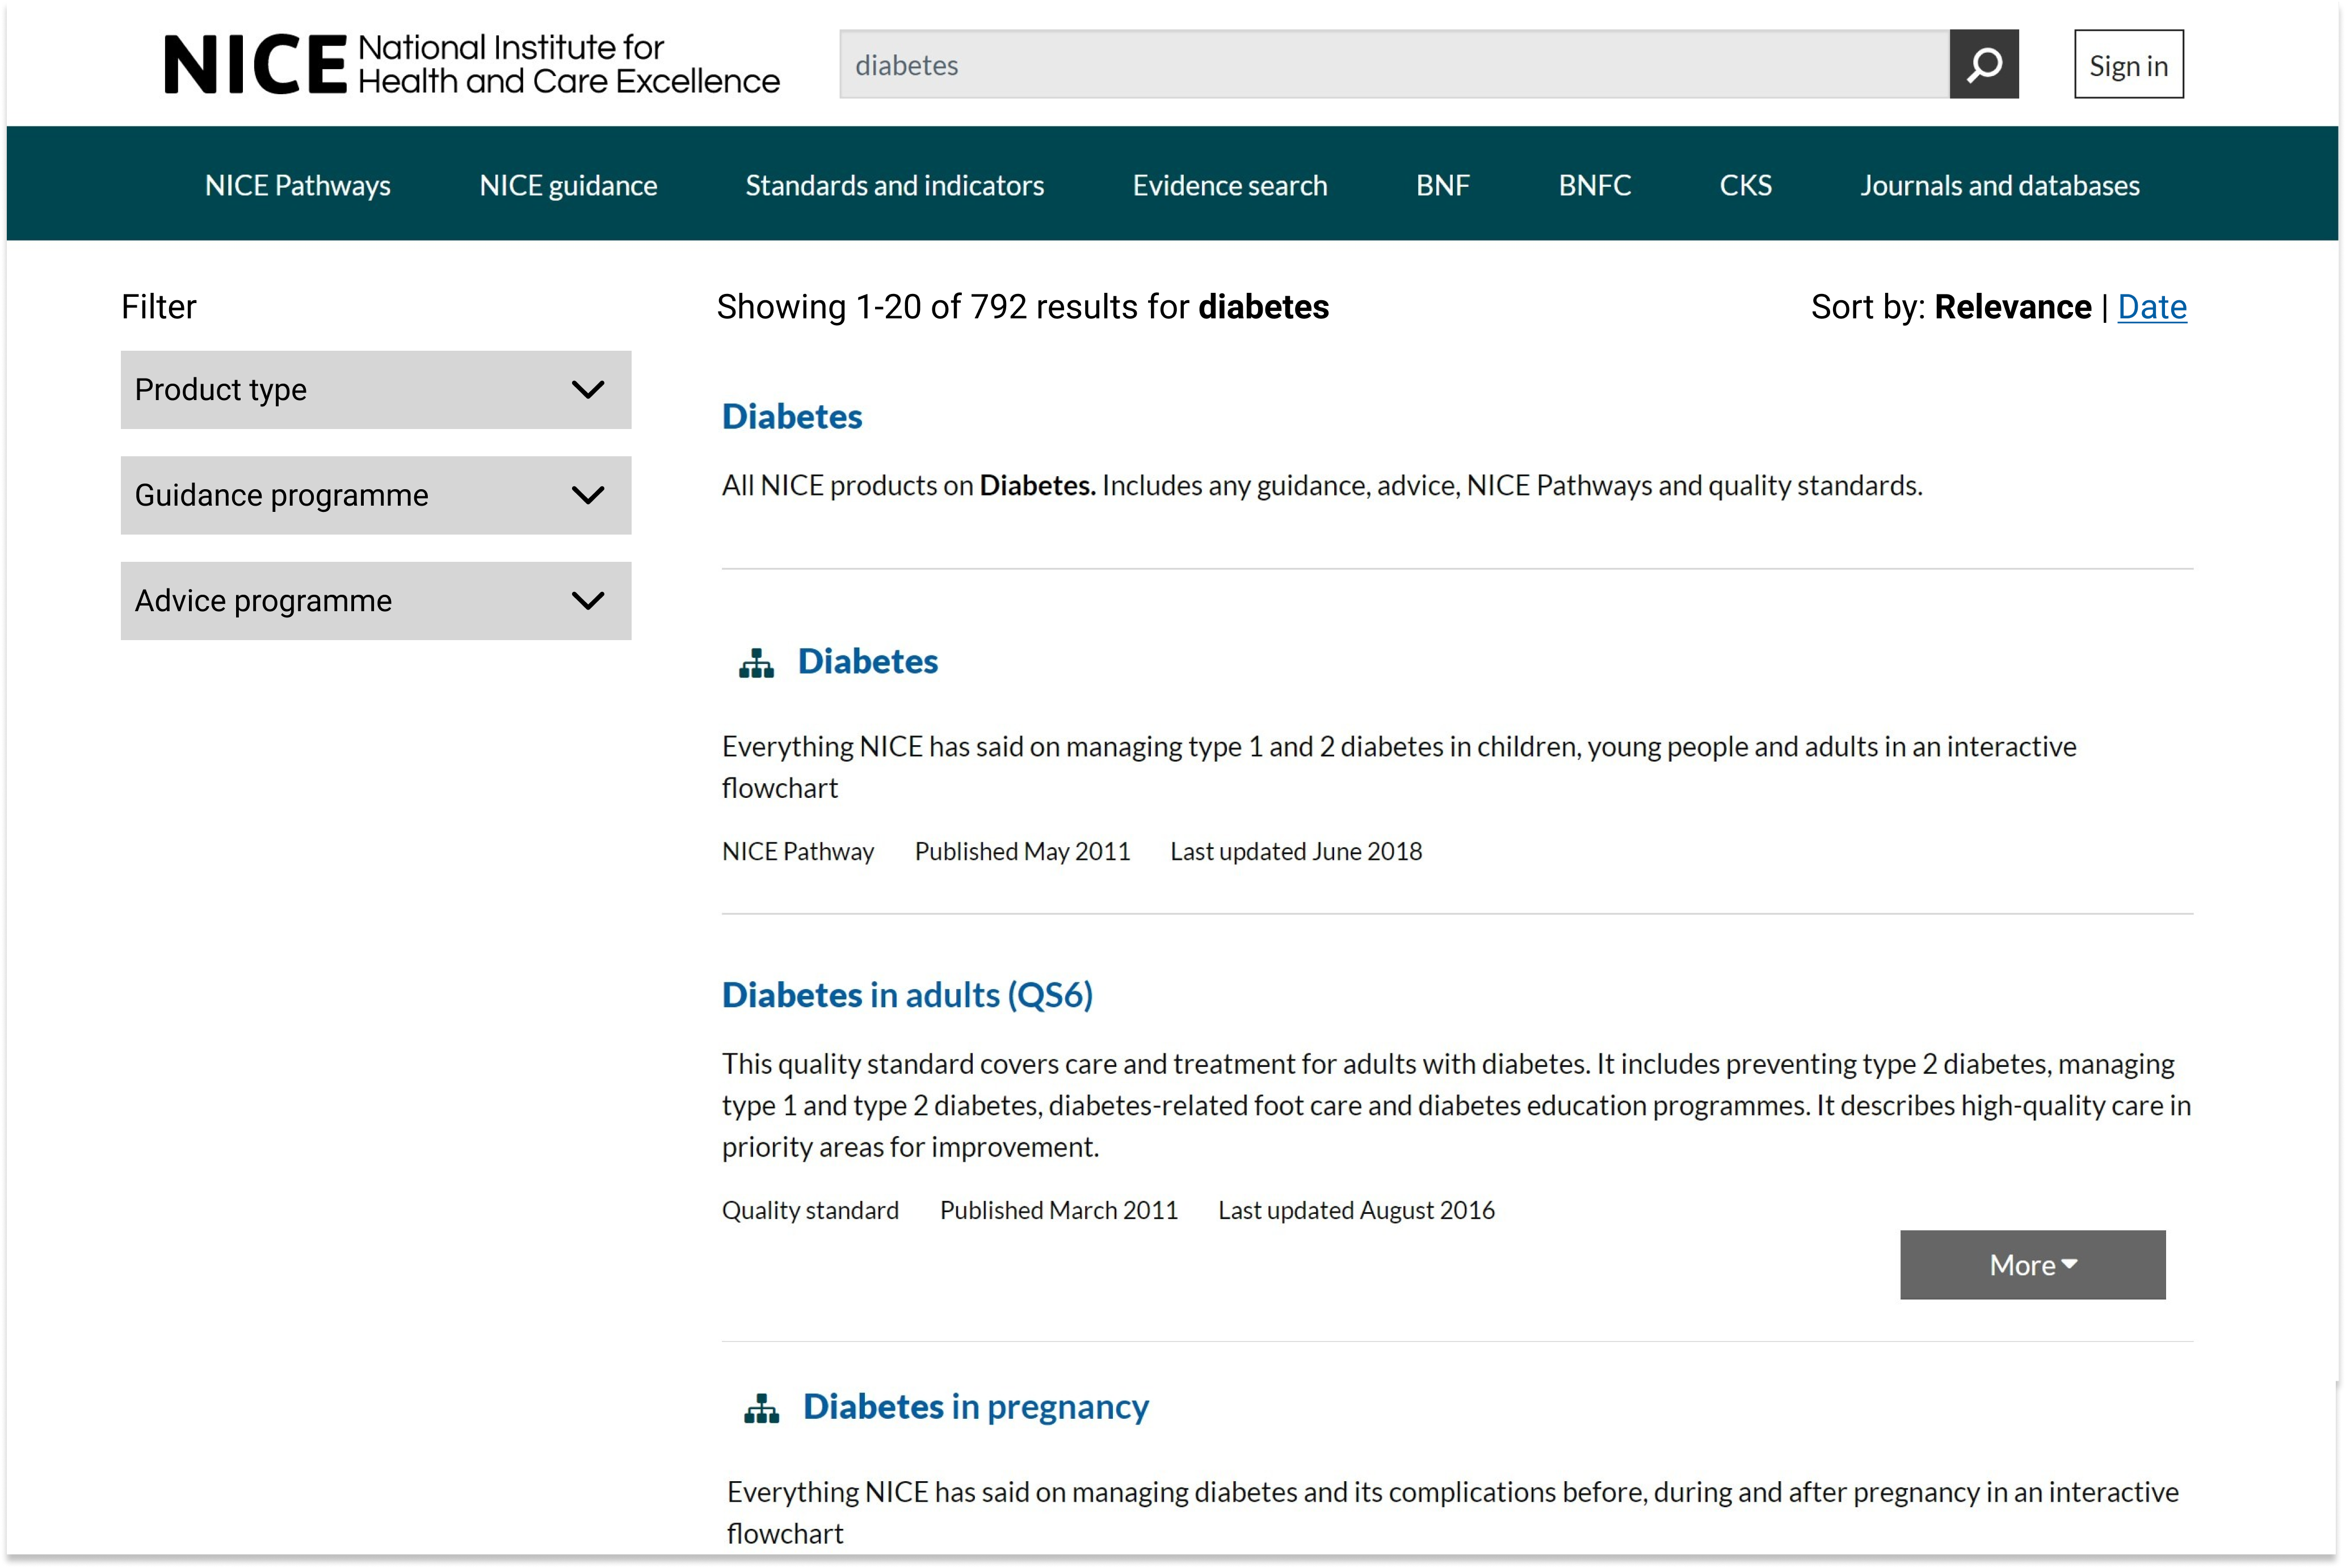 NICE National Institute for
Health and Care Excellence
diabetes
Sign in
NICE Pathways NICE guidance Standards and indicators Evidence search BNF BNFC CKS Journals and databases
Filter
Product type
Guidance programme
Advice programme
Showing 1-20 of 792 results for diabetes
Sort by: Relevance | Date
Diabetes
All NICE products on Diabetes. Includes any guidance, advice, NICE Pathways and quality standards.
Diabetes
Everything NICE has said on managing type 1 and 2 diabetes in children, young people and adults in an interactive
flowchart
NICE Pathway Published May 2011 Last updated June 2018
Diabetes in adults (QS6)
This quality standard covers care and treatment for adults with diabetes. It includes preventing type 2 diabetes, managing
type 1 and type 2 diabetes, diabetes-related foot care and diabetes education programmes. It describes high-quality care in
priority areas for improvement.
Quality standard Published March 2011 Last updated August 2016
More
Diabetes in pregnancy
Everything NICE has said on managing diabetes and its complications before, during and after pregnancy in an interactive
flowchart